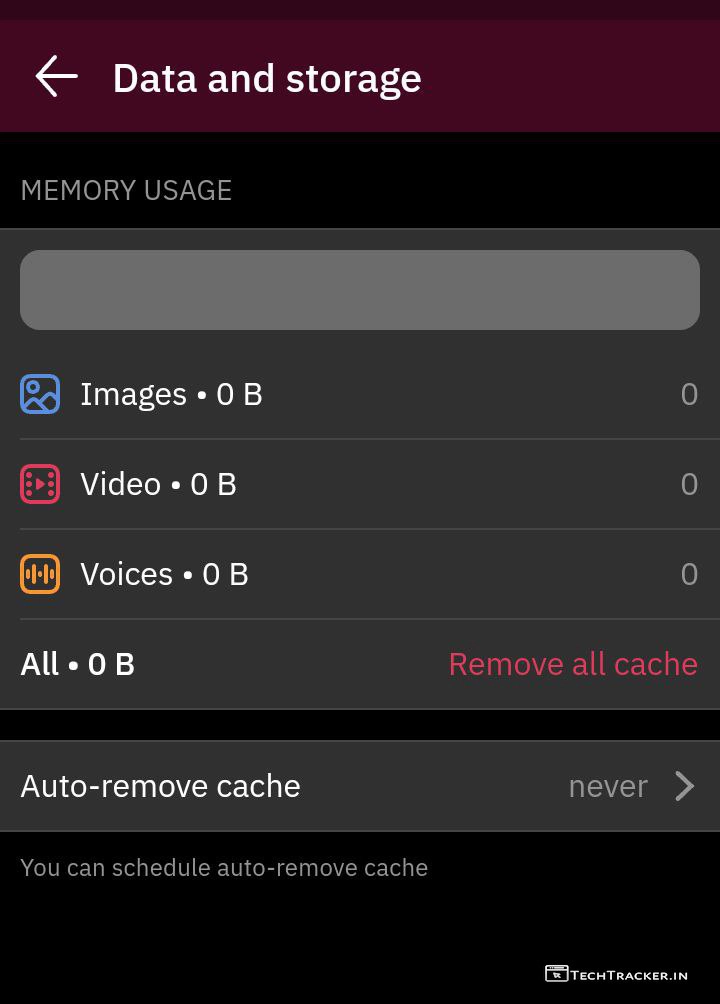 Data and storage
MEMORY USAGE
Images • 0 B 0
Video • 0 B 0
Voices • 0 B 0
All • 0 B Remove all cache
Auto-remove cache never
You can schedule auto-remove cache
TECHTRACKER.IN